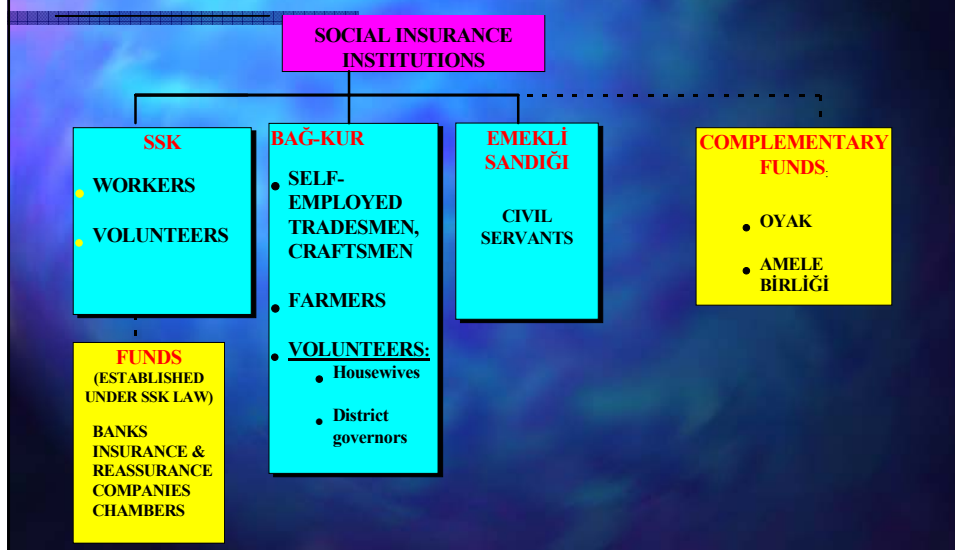 SOCIAL INSURANCE
INSTITUTIONS
SSK
• WORKERS
• VOLUNTEERS
BAĞ-KUR
• SELF-
EMPLOYED
TRADESMEN,
CRAFTSMEN
• FARMERS
• VOLUNTEERS:
• Housewives
• District
governors
EMEKLİ
SANDIĞI
CIVIL
SERVANTS
COMPLEMENTARY
FUNDS:
• OYAK
• AMELE
BİRLİĞİ
FUNDS
(ESTABLISHED
UNDER SSK LAW)
BANKS
INSURANCE &
REASSURANCE
COMPANIES
CHAMBERS